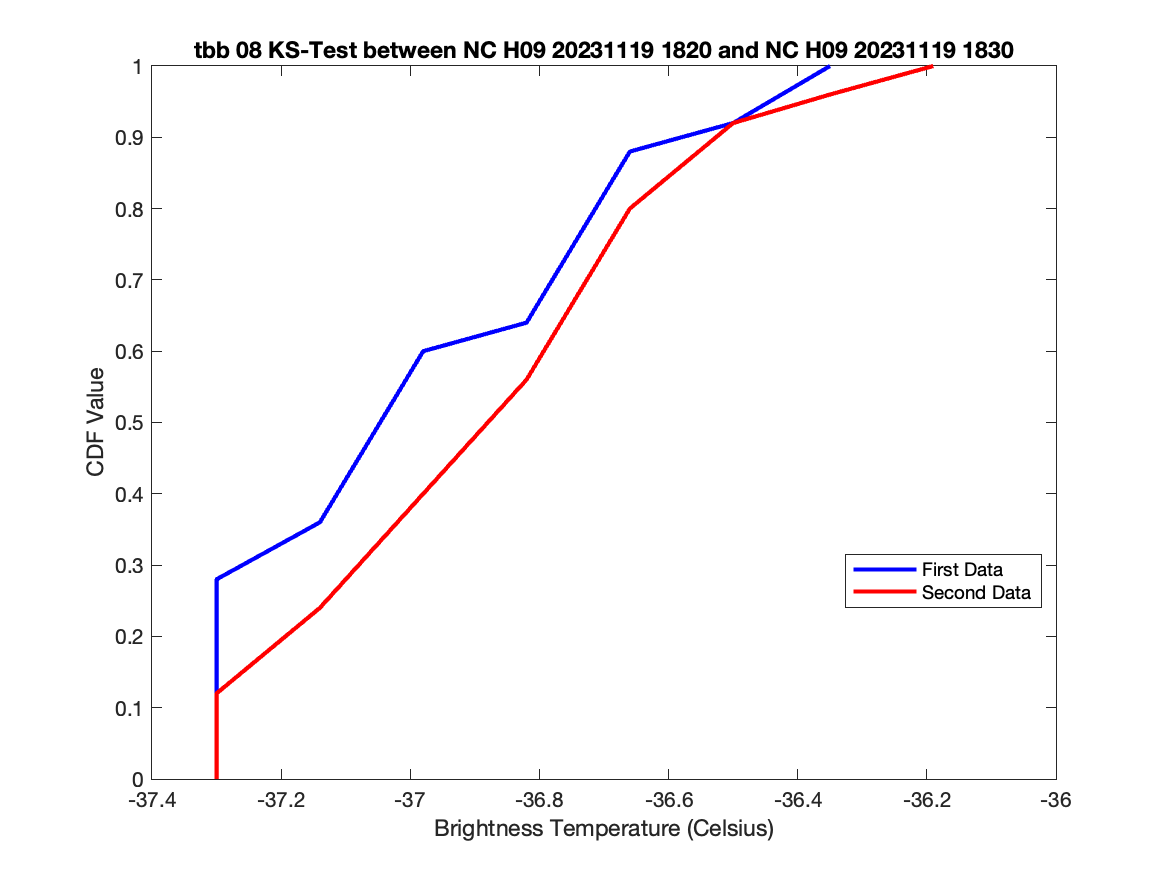 tbb 08 KS-Test between NC H09 20231119 1820 and NC H09 20231119 1830
1
0.9
0.8
0.7
0.6
0.5
0.4
0.3
0.2
0.1
0
CDF Value
First Data
Second Data
-37.4 -37.2 -37 -36.8 -36.6 -36.4 -36.2 -36
Brightness Temperature (Celsius)